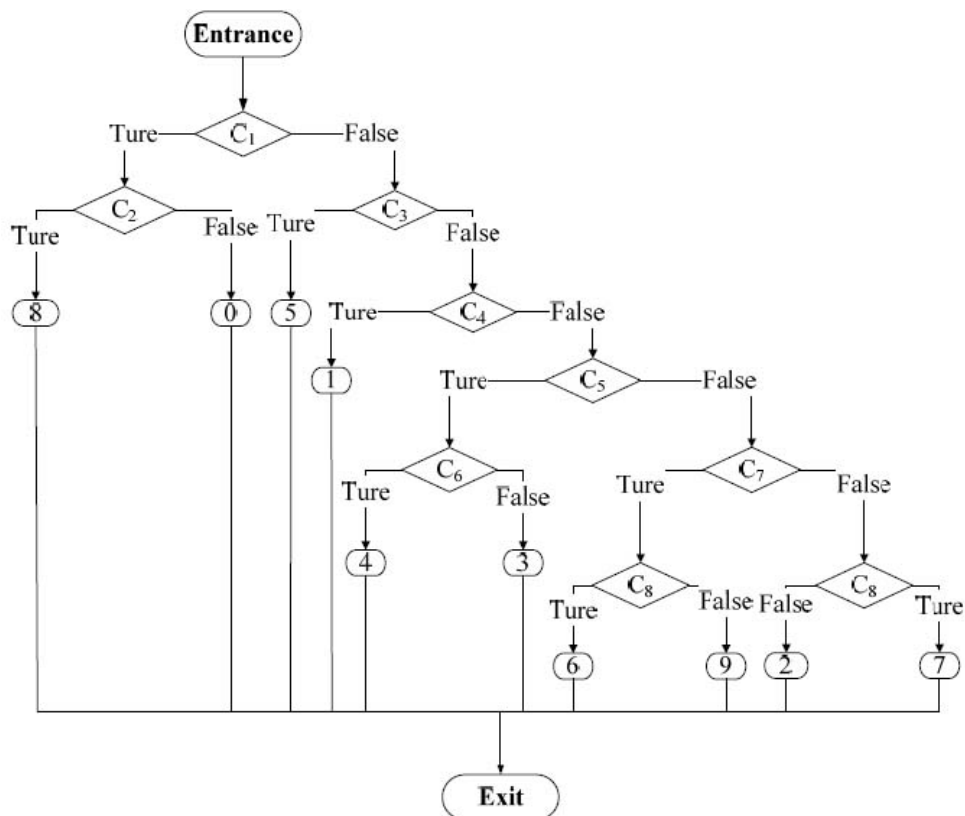 Entrance
Ture C1 False
C2 C3
Ture False Ture False
8 0 5 C4
Ture False
1 C5
Ture False
C6 C7
Ture False Ture False
4 3 C8 C8
Ture False False Ture
6 9 2 7
Exit